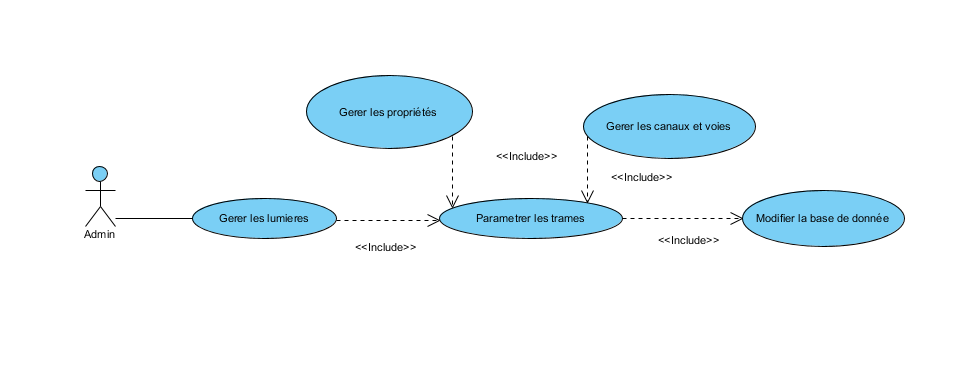 Gerer les propriétés
Gerer les canaux et voies
<<Include>>
<<Include>>
Gerer les lumieres
Parametrer les trames
Modifier la base de donnée
Admin
<<Include>>
<<Include>>